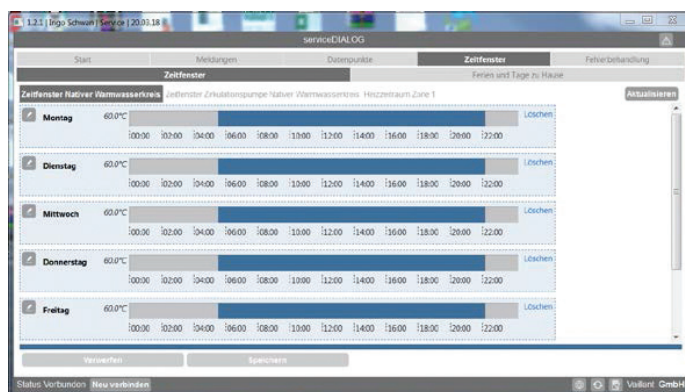 1.2.1 | Ingo Schwan | Service | 20.03.18
serviceDIALOG
Start Meldungen Datenpunkte Zeitfenster Fehlerbehandlung
Zeitfenster Ferien und Tage zu Hause
Zeitfenster Nativer Warmwasserkreis Zeitfenster Zirkulationspumpe Nativer Warmwasserkreis Heizzeitraum Zone 1 Aktualisieren
Montag 60.0°C Löschen
00:00 02:00 04:00 06:00 08:00 10:00 12:00 14:00 16:00 18:00 20:00 22:00
Dienstag 60.0°C Löschen
00:00 02:00 04:00 06:00 08:00 10:00 12:00 14:00 16:00 18:00 20:00 22:00
Mittwoch 60.0°C Löschen
00:00 02:00 04:00 06:00 08:00 10:00 12:00 14:00 16:00 18:00 20:00 22:00
Donnerstag 60.0°C Löschen
00:00 02:00 04:00 06:00 08:00 10:00 12:00 14:00 16:00 18:00 20:00 22:00
Freitag 60.0°C Löschen
00:00 02:00 04:00 06:00 08:00 10:00 12:00 14:00 16:00 18:00 20:00 22:00
Verwerfen Speichern
Status Verbunden Neu verbinden Vaillant GmbH